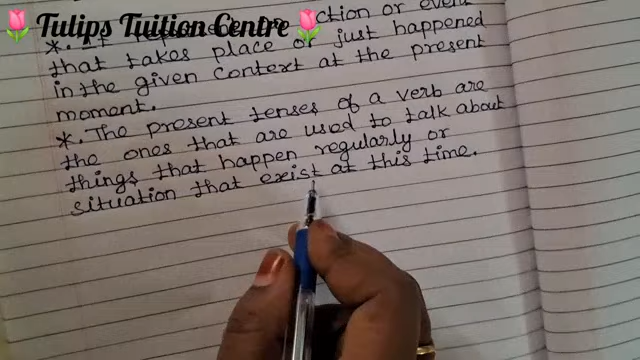 🌷Tulips Tuition Centre🌷
*. ction or event
that takes place or just happened
in the given context at the present
moment.
*. The present tenses of a verb are
the ones that are used to talk about
things that happen regularly or
situation that exist at this time.